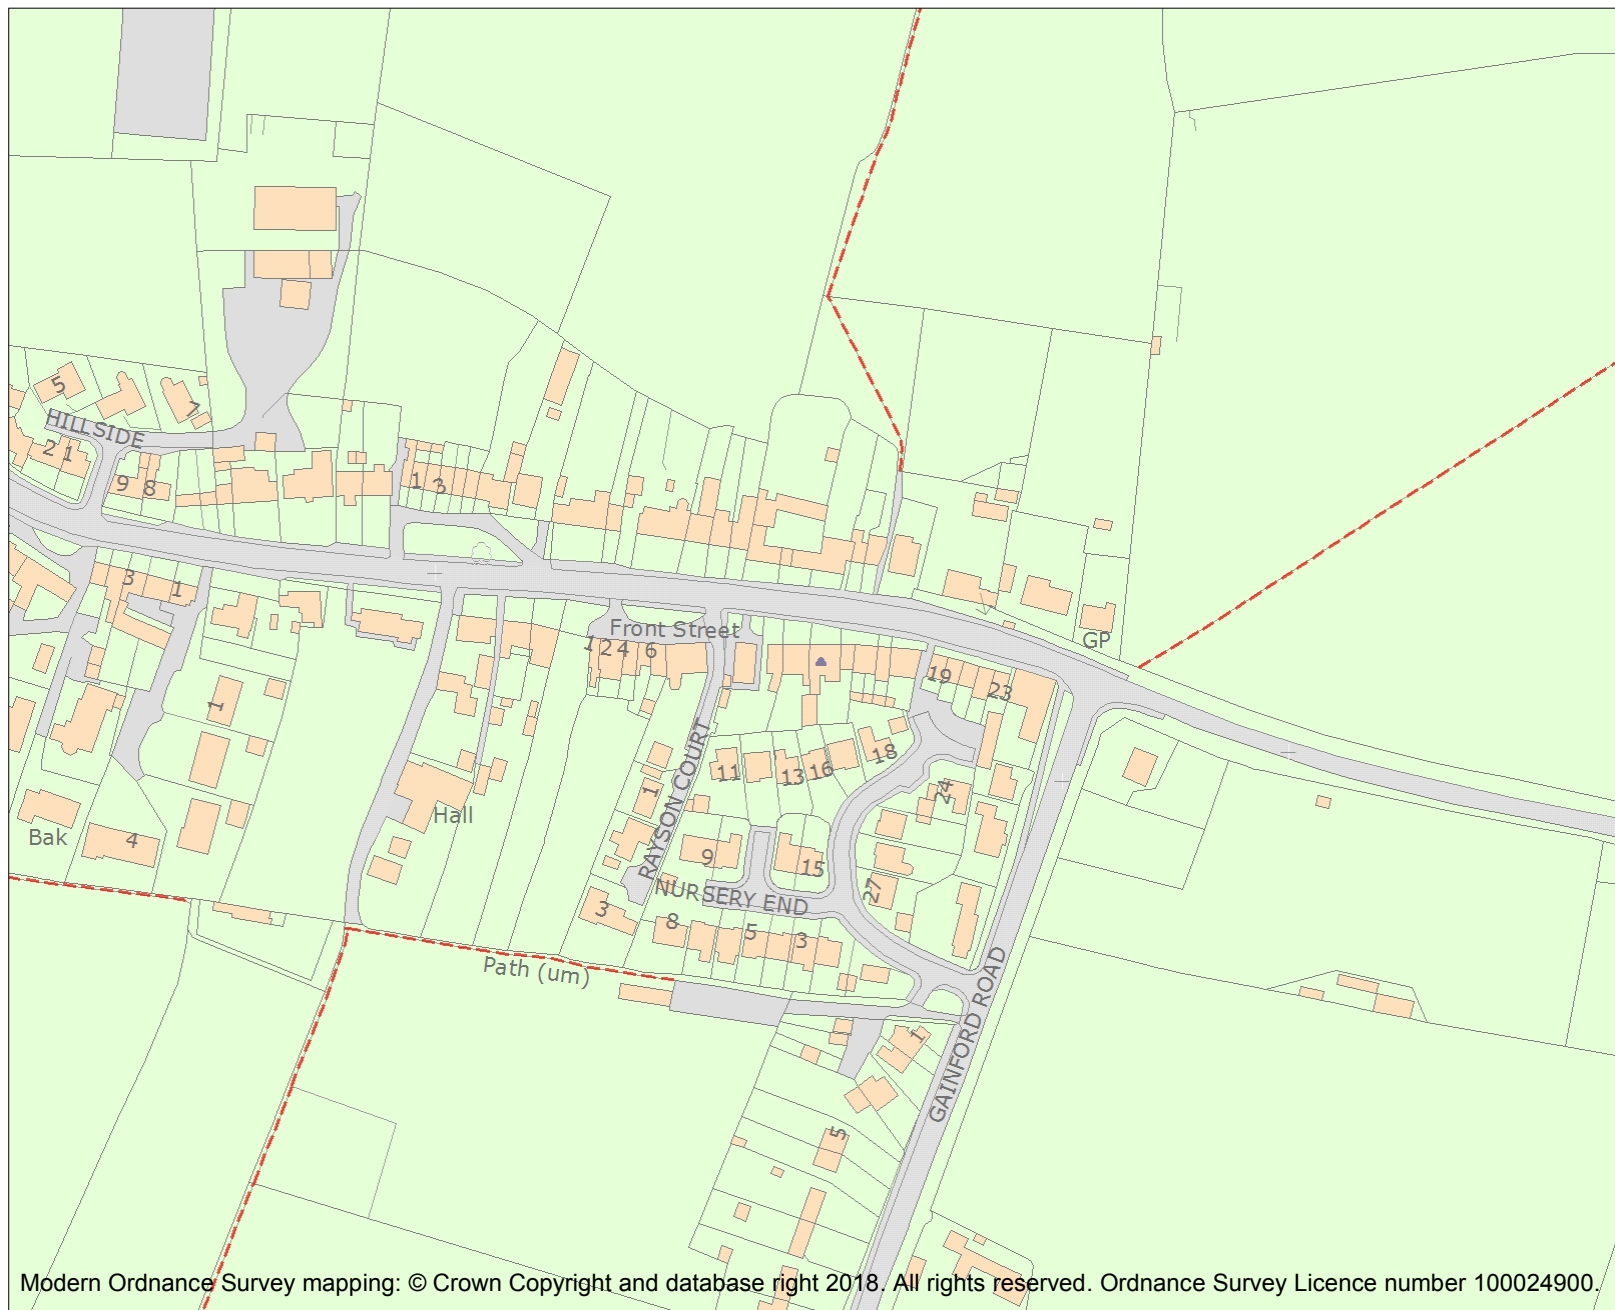 5
7
HILLSIDE
2 1
9
8
1 3
3
1
Front Street
1 2 4 6
GP
19
23
1
RAYSON COURT
11
13 16
18
24
1
Hall
Bak
4
9
15
27
NURSERY END
3
8
5
3
Path (um)
GAINFORD ROAD
1
5
Modern Ordnance Survey mapping: © Crown Copyright and database right 2018. All rights reserved. Ordnance Survey Licence number 100024900.